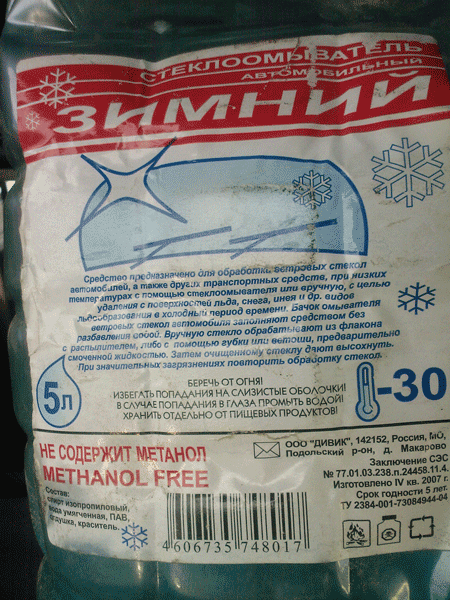 СТЕКЛООМЫВАТЕЛЬ
АВТОМОБИЛЬНЫЙ
ЗИМНИЙ
Средство предназначено для обработки ветровых стекол
автомобилей, а также других транспортных средств, при низких
температурах с помощью стеклоомывателя или вручную, с целью
удаления с поверхностей льда, снега, инея и др. видов
льдообразования в холодный период времени. Бачок омывателя
ветровых стекол автомобиля заполняют средством без
разбавления водой. Вручную стекло обрабатывают из флакона
с распылителем, либо с помощью зубки или ветоши, предварительно
смоченной жидкостью. Затем очищенному стеклу дают высохнуть.
При значительных загрязнениях повторить обработку стекол.
5л
БЕРЕЧЬ ОТ ОГНЯ!
ИЗБЕГАТЬ ПОПАДАНИЯ НА СЛИЗИСТЫЕ ОБОЛОЧКИ!
В СЛУЧАЕ ПОПАДАНИЯ В ГЛАЗА ПРОМЫТЬ ВОДОЙ!
ХРАНИТЬ ОТДЕЛЬНО ОТ ПИЩЕВЫХ ПРОДУКТОВ!
-30
НЕ СОДЕРЖИТ МЕТАНОЛ
METHANOL FREE
ООО "ДИВИК", 142152, Россия, МО,
Подольский р-он, д. Макарово
Заключение СЭС
№ 77.01.03.238.п.24458.11.4.
Изготовлено IV кв. 2007 г.
Срок годности 5 лет.
ТУ 2384-001-73084944-04
Состав:
спирт изопропиловый,
вода умягченная, ПАВ,
отдушка, краситель.
4606735748017